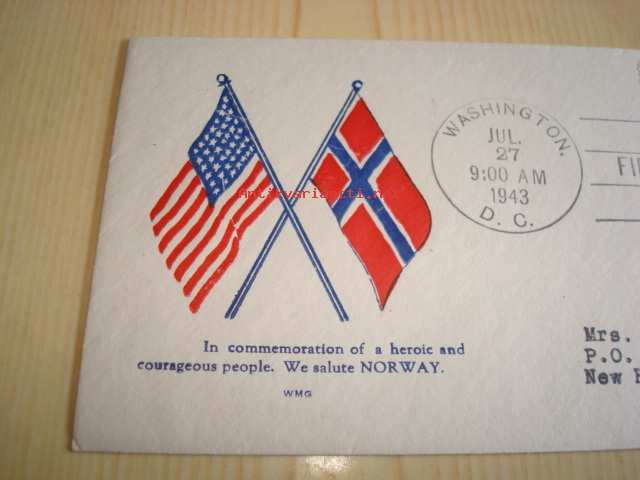 WASHINGTON.
JUL.
27
9:00 AM
1943
D. C.
In commemoration of a heroic and
courageous people. We salute NORWAY.
WMG
Mrs.
P.O.
New